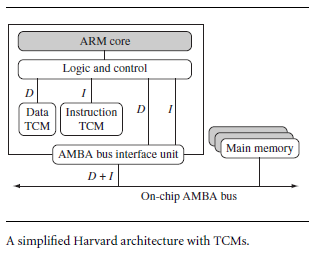 ARM core
Logic and control
D
I
D
I
Data
TCM
Instruction
TCM
AMBA bus interface unit
Main memory
D + I
On-chip AMBA bus
A simplified Harvard architecture with TCMs.